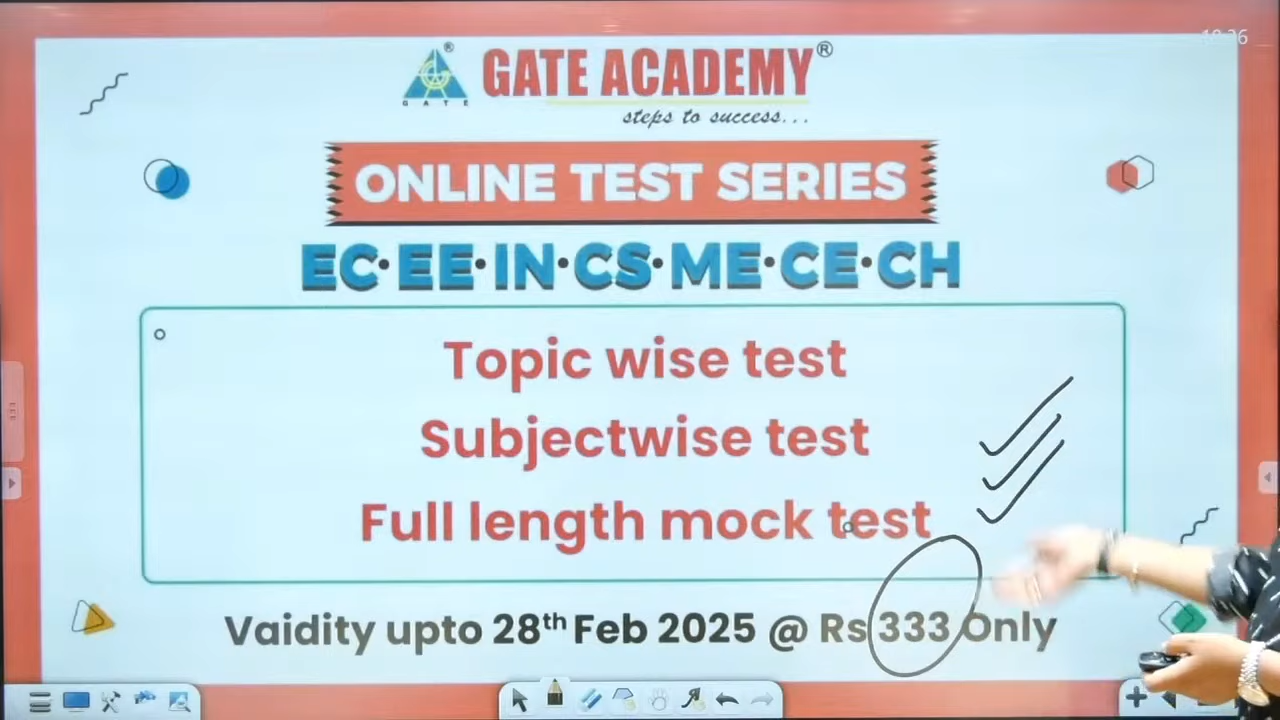 GATE ACADEMY®
GATE
steps to success...
ONLINE TEST SERIES
EC·EE·IN·CS·ME·CE·CH
Topic wise test
Subjectwise test
Full length mock test
Vaidity upto 28th Feb 2025 @ Rs 333 Only